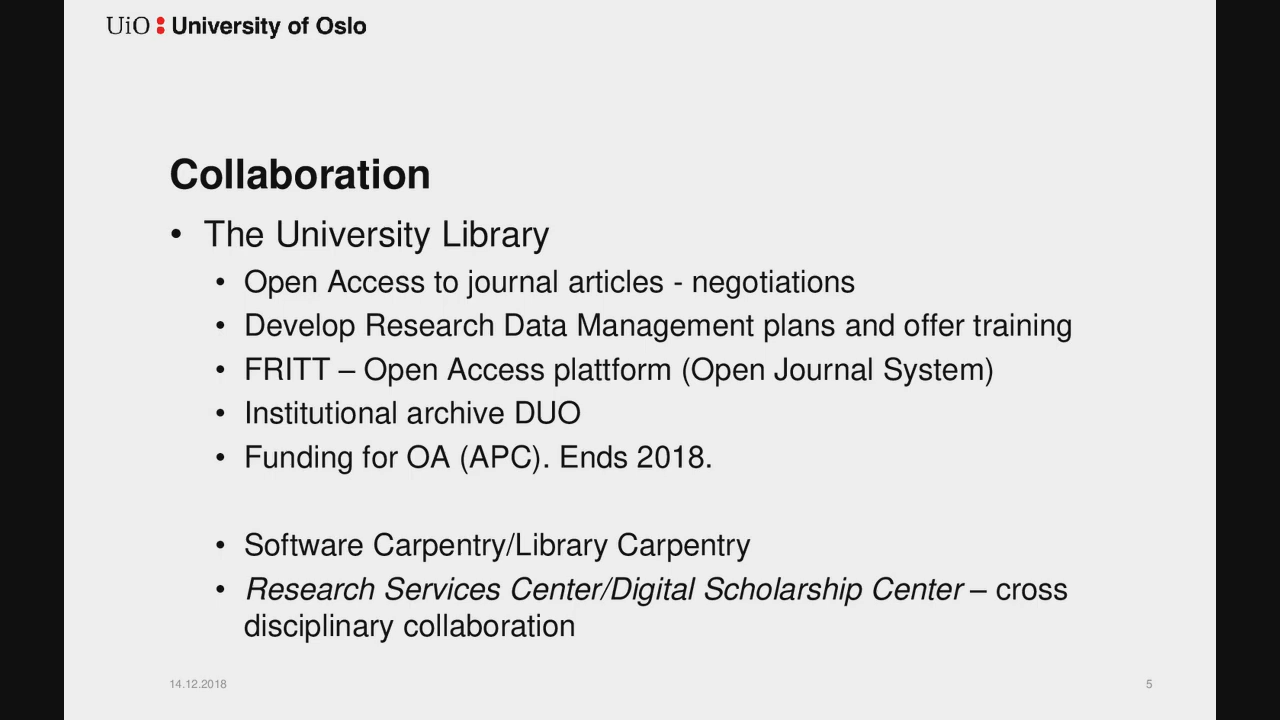 UiO : University of Oslo
Collaboration
• The University Library
• Open Access to journal articles - negotiations
• Develop Research Data Management plans and offer training
• FRITT – Open Access plattform (Open Journal System)
• Institutional archive DUO
• Funding for OA (APC). Ends 2018.
• Software Carpentry/Library Carpentry
• Research Services Center/Digital Scholarship Center – cross
disciplinary collaboration
14.12.2018
5